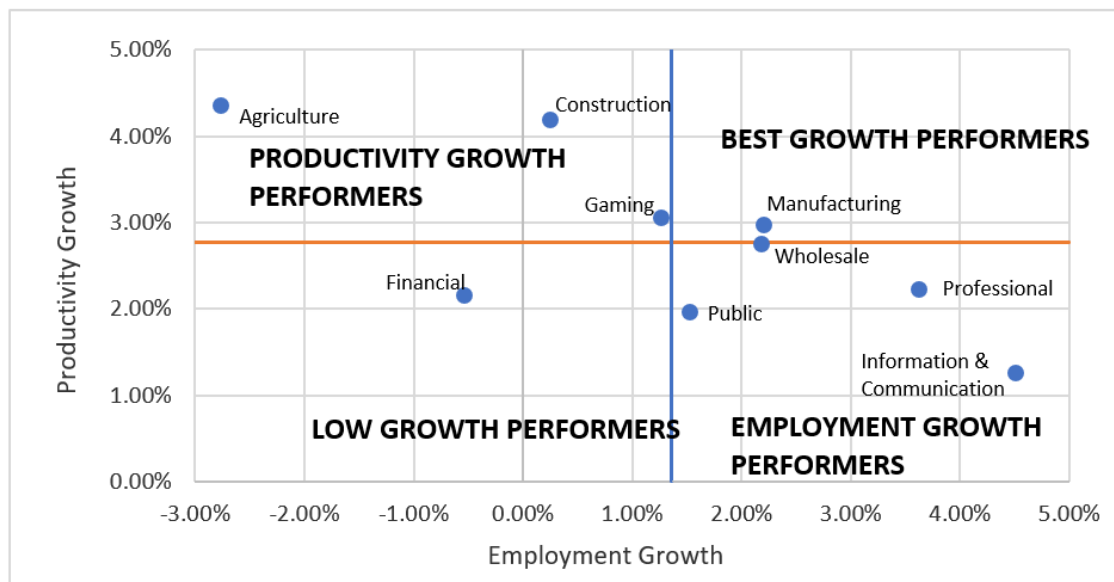 5.00%
4.00%
3.00%
2.00%
1.00%
0.00%
Productivity Growth
Agriculture
Construction
PRODUCTIVITY GROWTH
PERFORMERS
BEST GROWTH PERFORMERS
Gaming
Manufacturing
Wholesale
Financial
Public
Professional
Information &
Communication
LOW GROWTH PERFORMERS
EMPLOYMENT GROWTH
PERFORMERS
-3.00% -2.00% -1.00% 0.00% 1.00% 2.00% 3.00% 4.00% 5.00%
Employment Growth